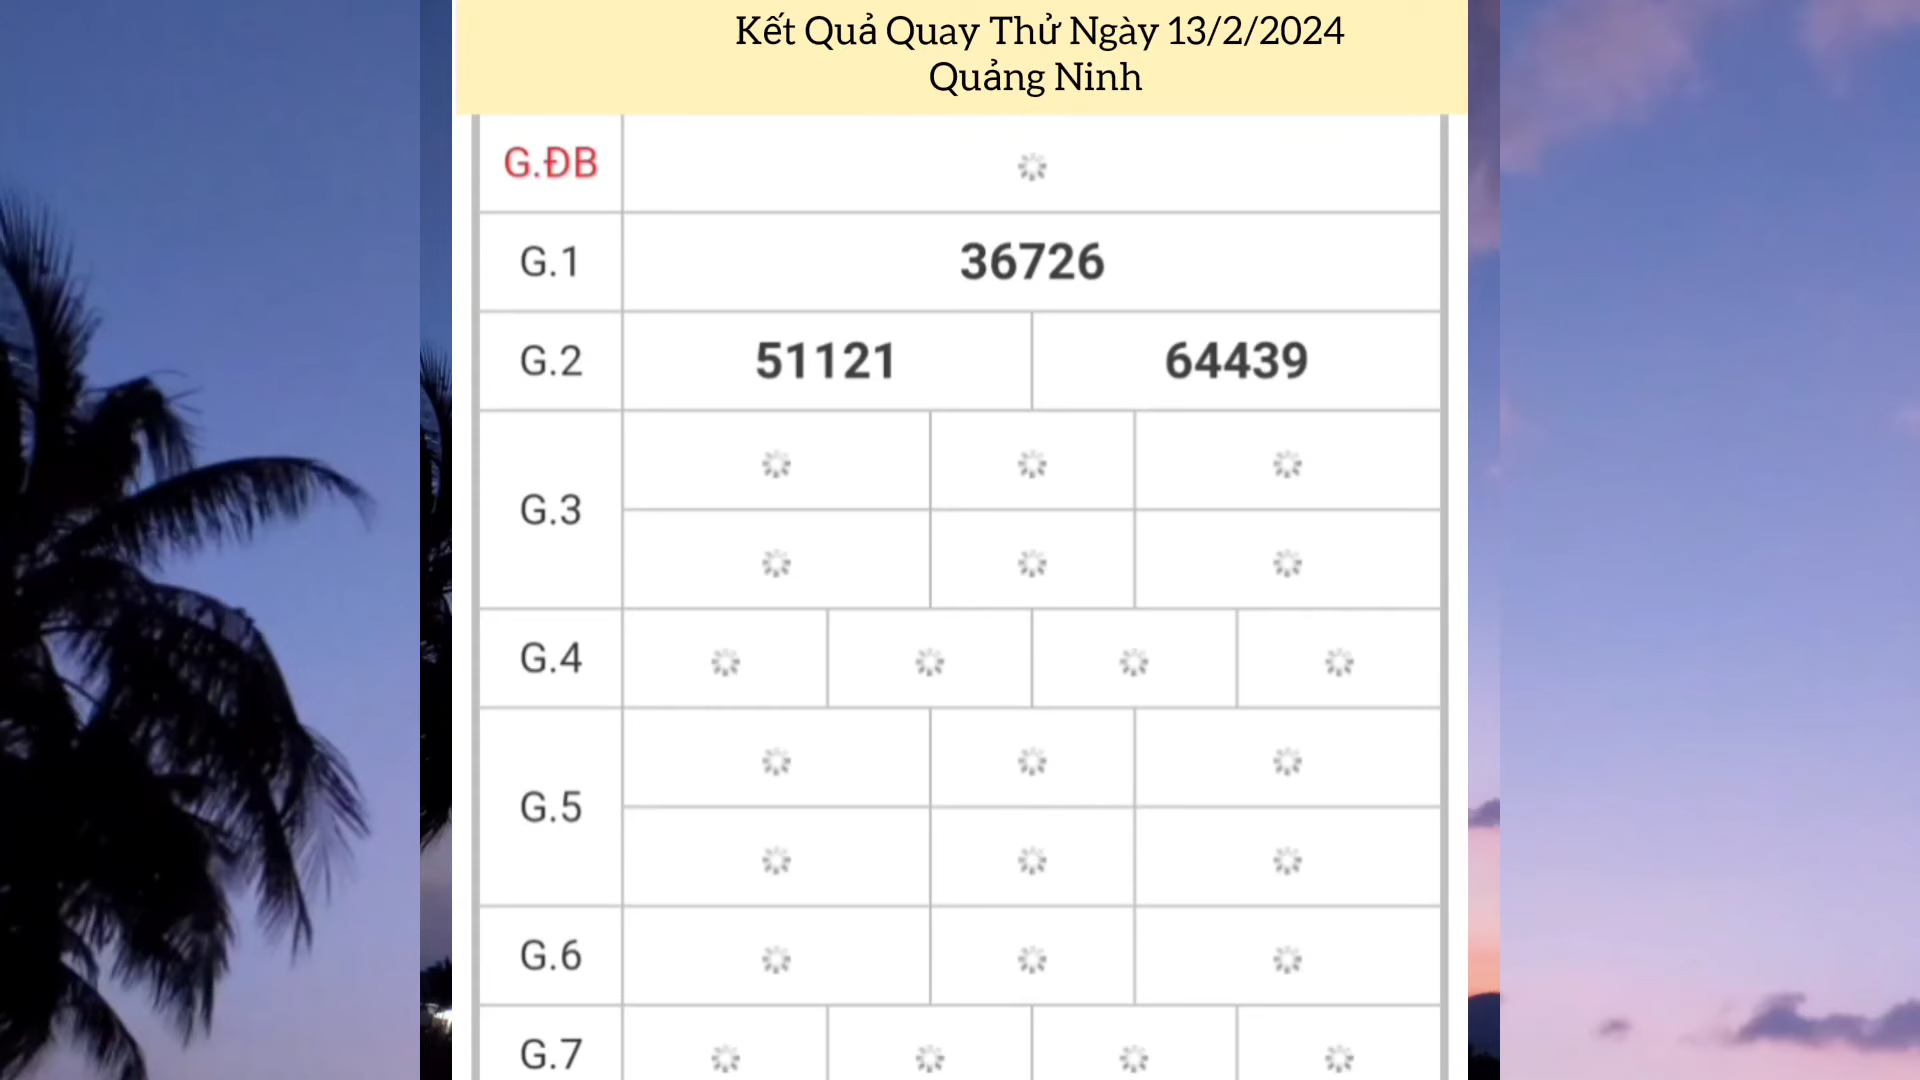 Kết Quả Quay Thử Ngày 13/2/2024
Quảng Ninh
G.ĐB
G.1 36726
G.2 51121 64439
G.3
G.4
G.5
G.6
G.7